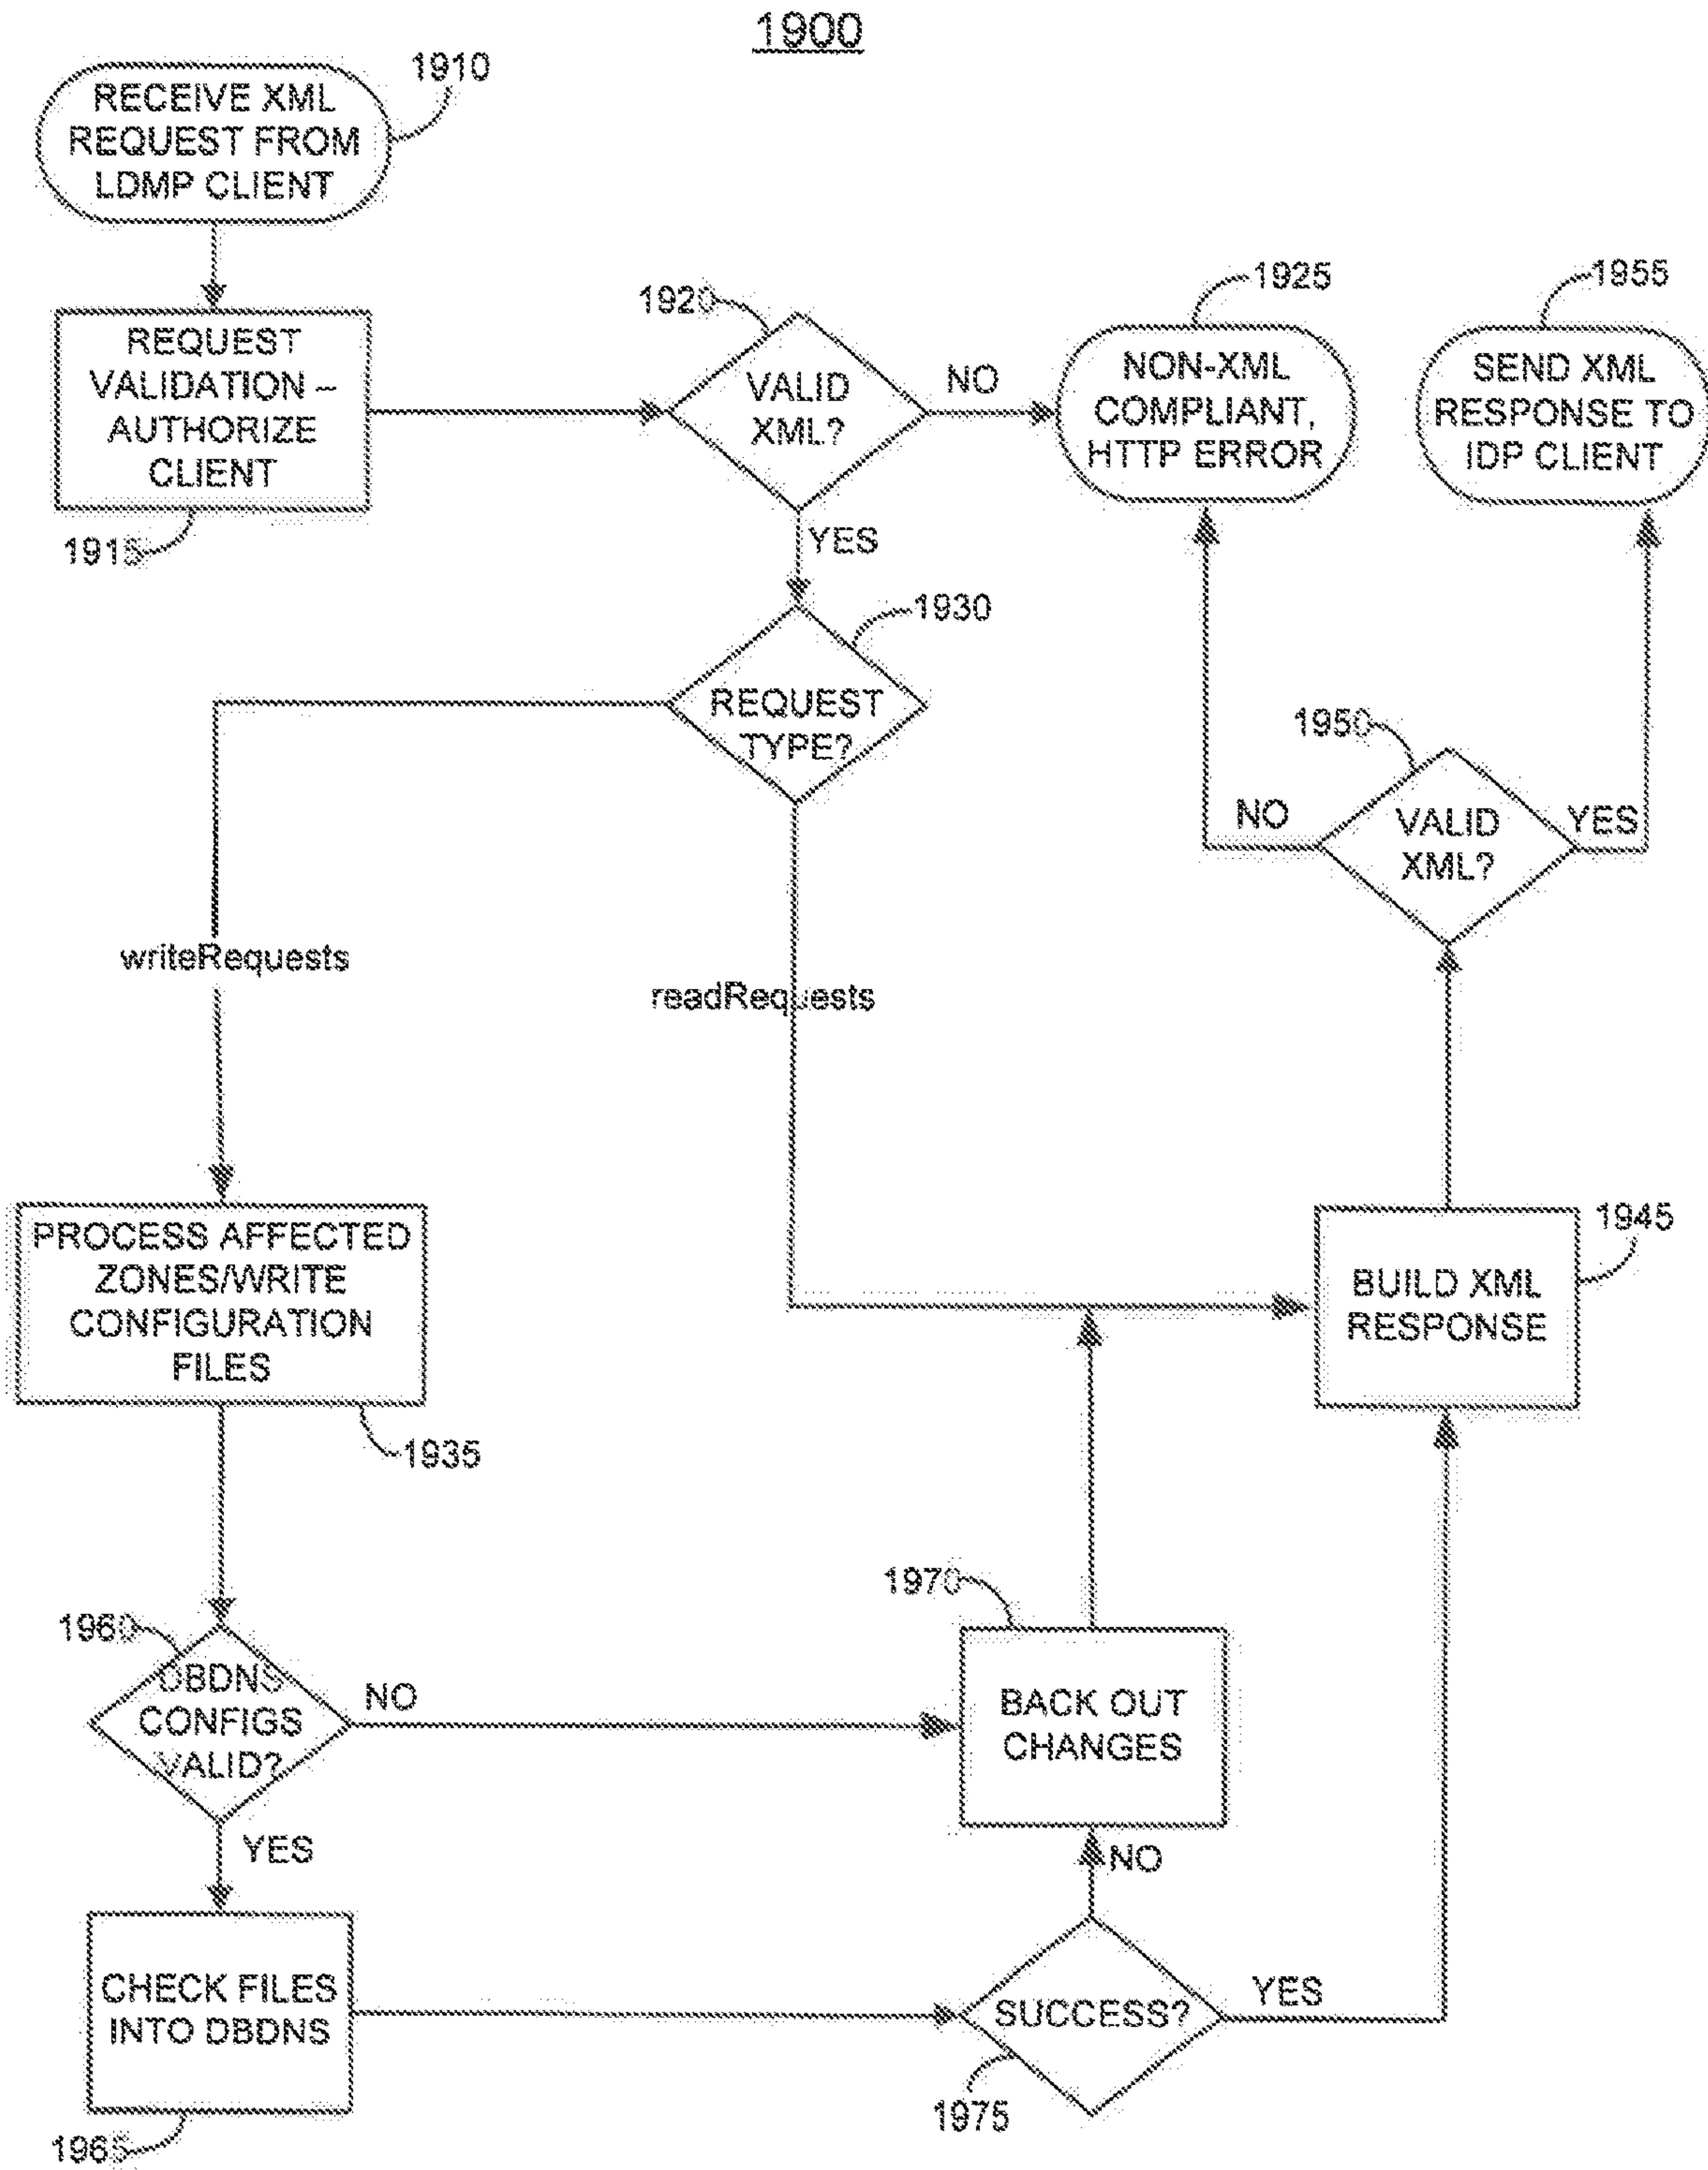 1900
RECEIVE XML
REQUEST FROM
LDMP CLIENT
1910
REQUEST
VALIDATION –
AUTHORIZE
CLIENT
1915
1920
VALID
XML?
NO
YES
1925
NON-XML
COMPLIANT,
HTTP ERROR
1955
SEND XML
RESPONSE TO
IDP CLIENT
1930
REQUEST
TYPE?
writeRequests
readRequests
1950
VALID
XML?
NO
YES
PROCESS AFFECTED
ZONES/WRITE
CONFIGURATION
FILES
1935
1945
BUILD XML
RESPONSE
1960
DBDNS
CONFIGS
VALID?
NO
YES
1970
BACK OUT
CHANGES
NO
CHECK FILES
INTO DBDNS
1965
SUCCESS?
YES
1975